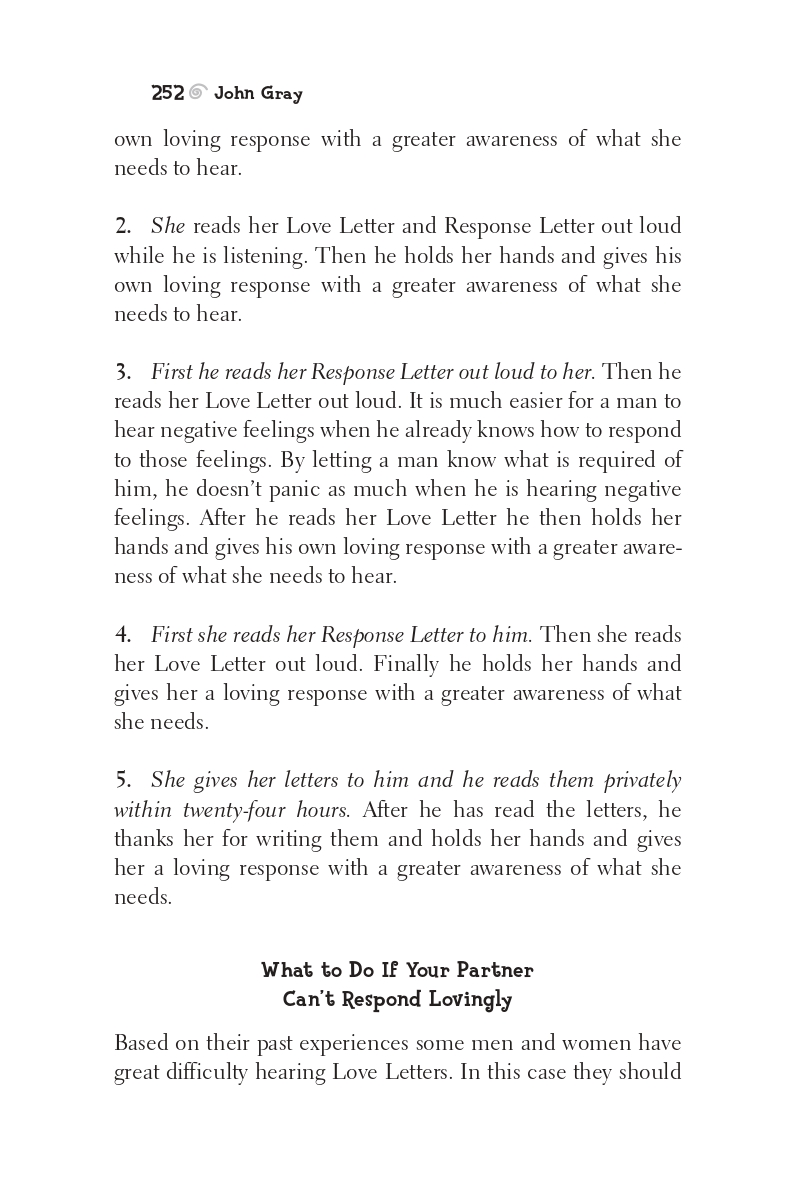 252 John Gray
own loving response with a greater awareness of what she
needs to hear.
2. She reads her Love Letter and Response Letter out loud
while he is listening. Then he holds her hands and gives his
own loving response with a greater awareness of what she
needs to hear.
3. First he reads her Response Letter out loud to her. Then he
reads her Love Letter out loud. It is much easier for a man to
hear negative feelings when he already knows how to respond
to those feelings. By letting a man know what is required of
him, he doesn’t panic as much when he is hearing negative
feelings. After he reads her Love Letter he then holds her
hands and gives his own loving response with a greater aware-
ness of what she needs to hear.
4. First she reads her Response Letter to him. Then she reads
her Love Letter out loud. Finally he holds her hands and
gives her a loving response with a greater awareness of what
she needs.
5. She gives her letters to him and he reads them privately
within twenty-four hours. After he has read the letters, he
thanks her for writing them and holds her hands and gives
her a loving response with a greater awareness of what she
needs.
What to Do If Your Partner
Can’t Respond Lovingly
Based on their past experiences some men and women have
great difficulty hearing Love Letters. In this case they should